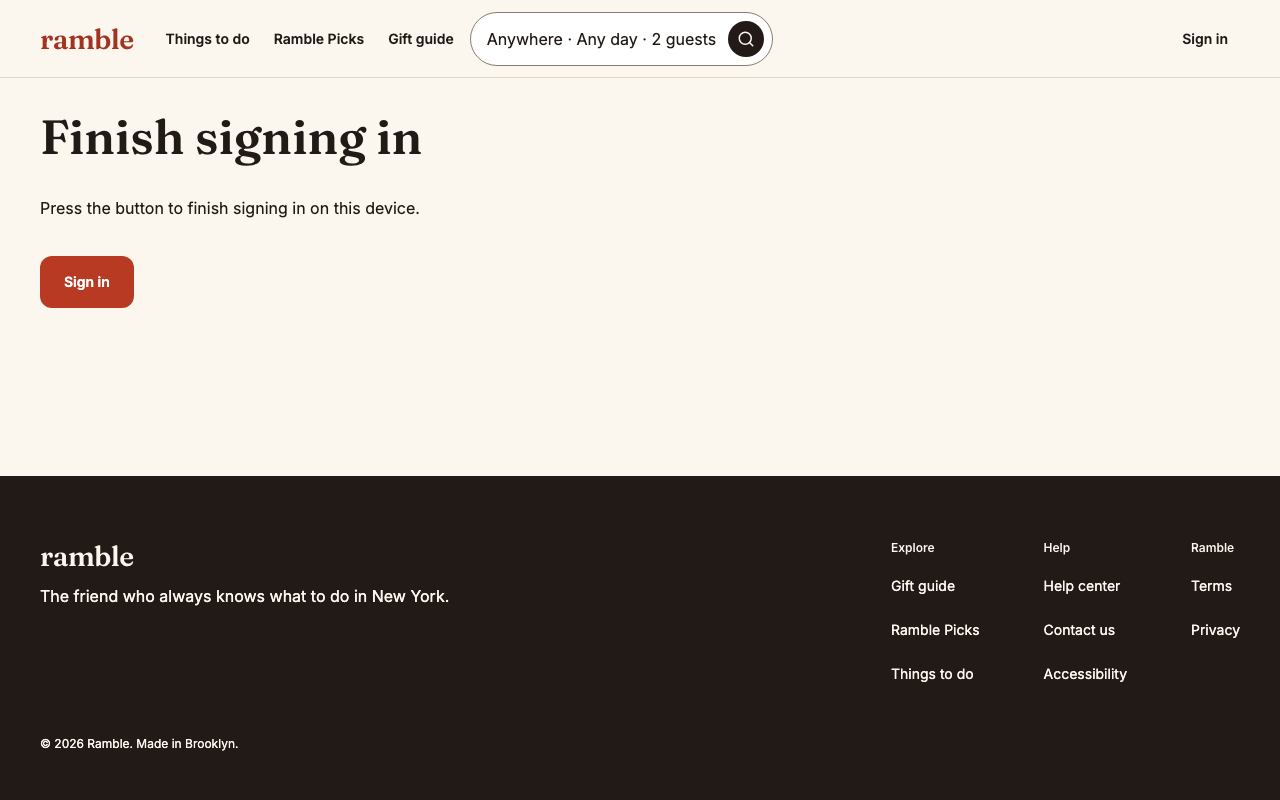 ramble
Things to do
Ramble Picks
Gift guide
Anywhere · Any day · 2 guests
Sign in
Finish signing in
Press the button to finish signing in on this device.
Sign in
ramble
The friend who always knows what to do in New York.
Explore
Gift guide
Ramble Picks
Things to do
Help
Help center
Contact us
Accessibility
Ramble
Terms
Privacy
© 2026 Ramble. Made in Brooklyn.